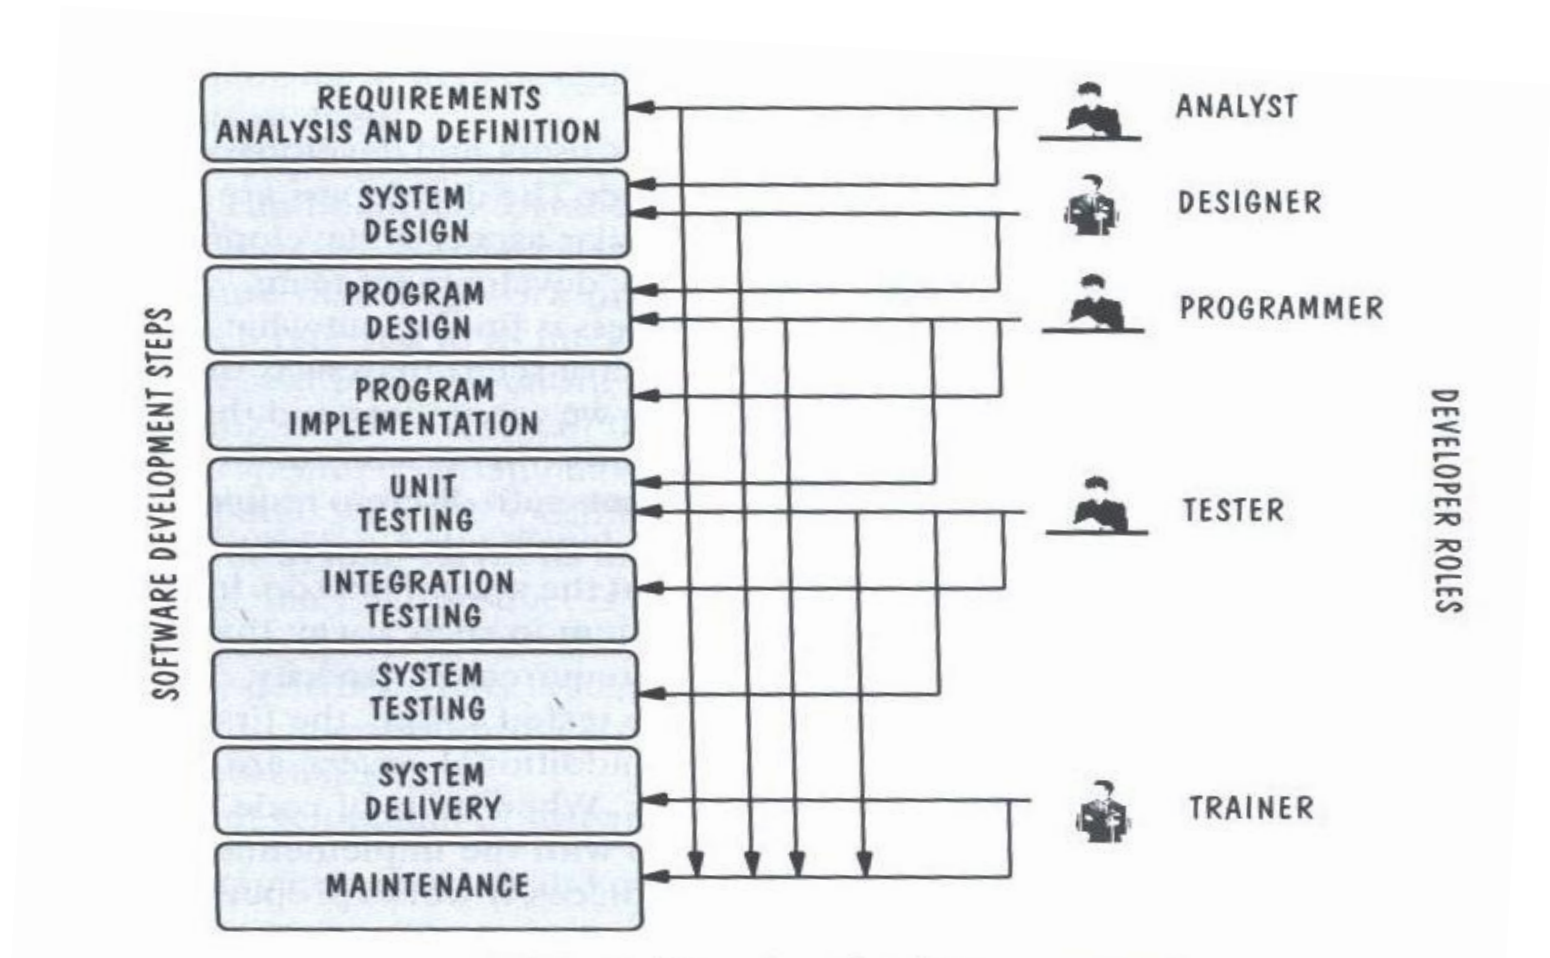 REQUIREMENTS
ANALYSIS AND DEFINITION
SYSTEM
DESIGN
PROGRAM
DESIGN
PROGRAM
IMPLEMENTATION
UNIT
TESTING
INTEGRATION
TESTING
SYSTEM
TESTING
SYSTEM
DELIVERY
MAINTENANCE
SOFTWARE DEVELOPMENT STEPS
ANALYST
DESIGNER
PROGRAMMER
TESTER
TRAINER
DEVELOPER ROLES